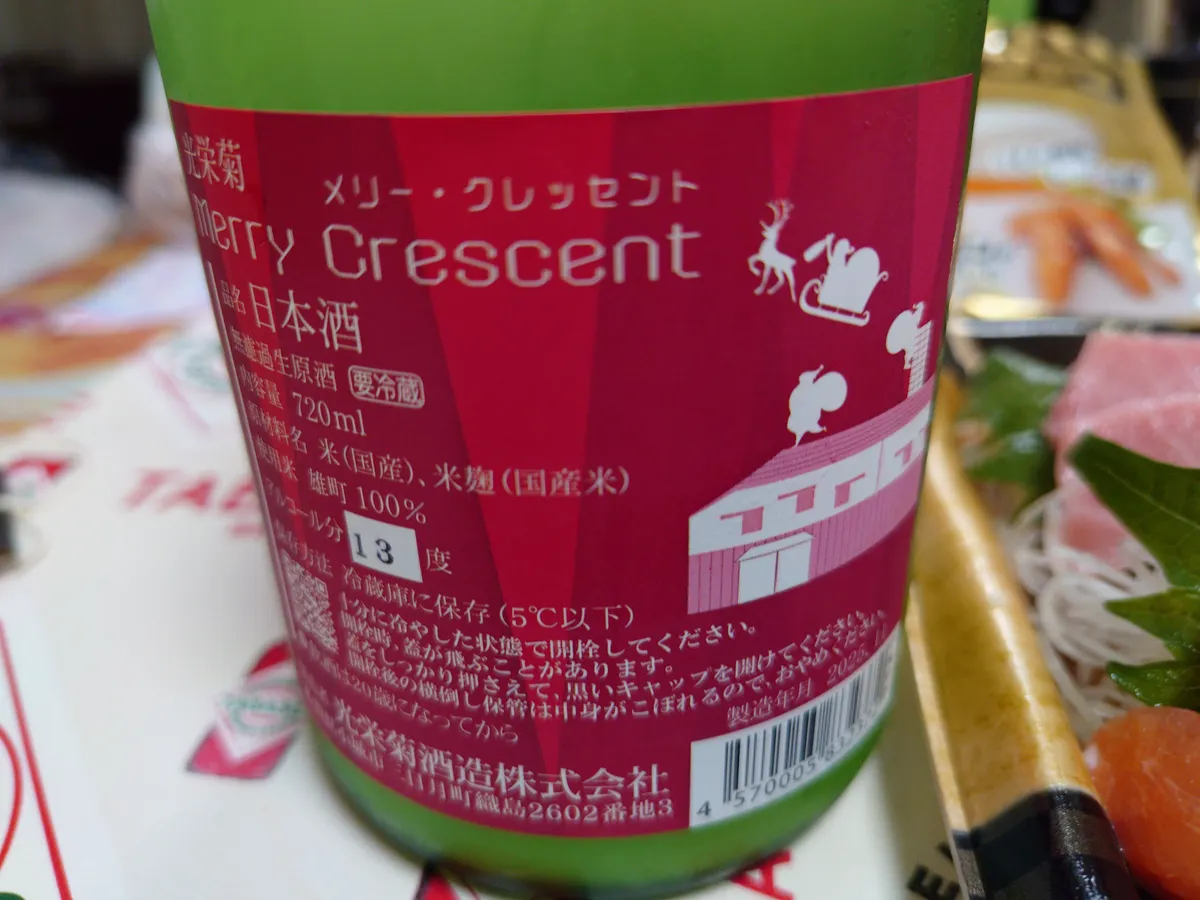 光栄菊
メリー・クレッセント
Merry Crescent
品名 日本酒
無濾過生原酒 要冷蔵
内容量 720ml
原材料名 米(国産)、米麹(国産米)
使用米 雄町100%
アルコール分 13 度
保存方法 冷蔵庫に保存(5℃以下)
十分に冷やした状態で開栓してください。
開栓時、蓋が飛ぶことがあります。
蓋をしっかり押さえて、黒いキャップを開けてください。
開栓後の横倒し保管は中身がこぼれるので、おやめください。
は20歳になってから
製造年月 2025.
光栄菊酒造株式会社
三日月町織島2602番地3
4 570005
TAB